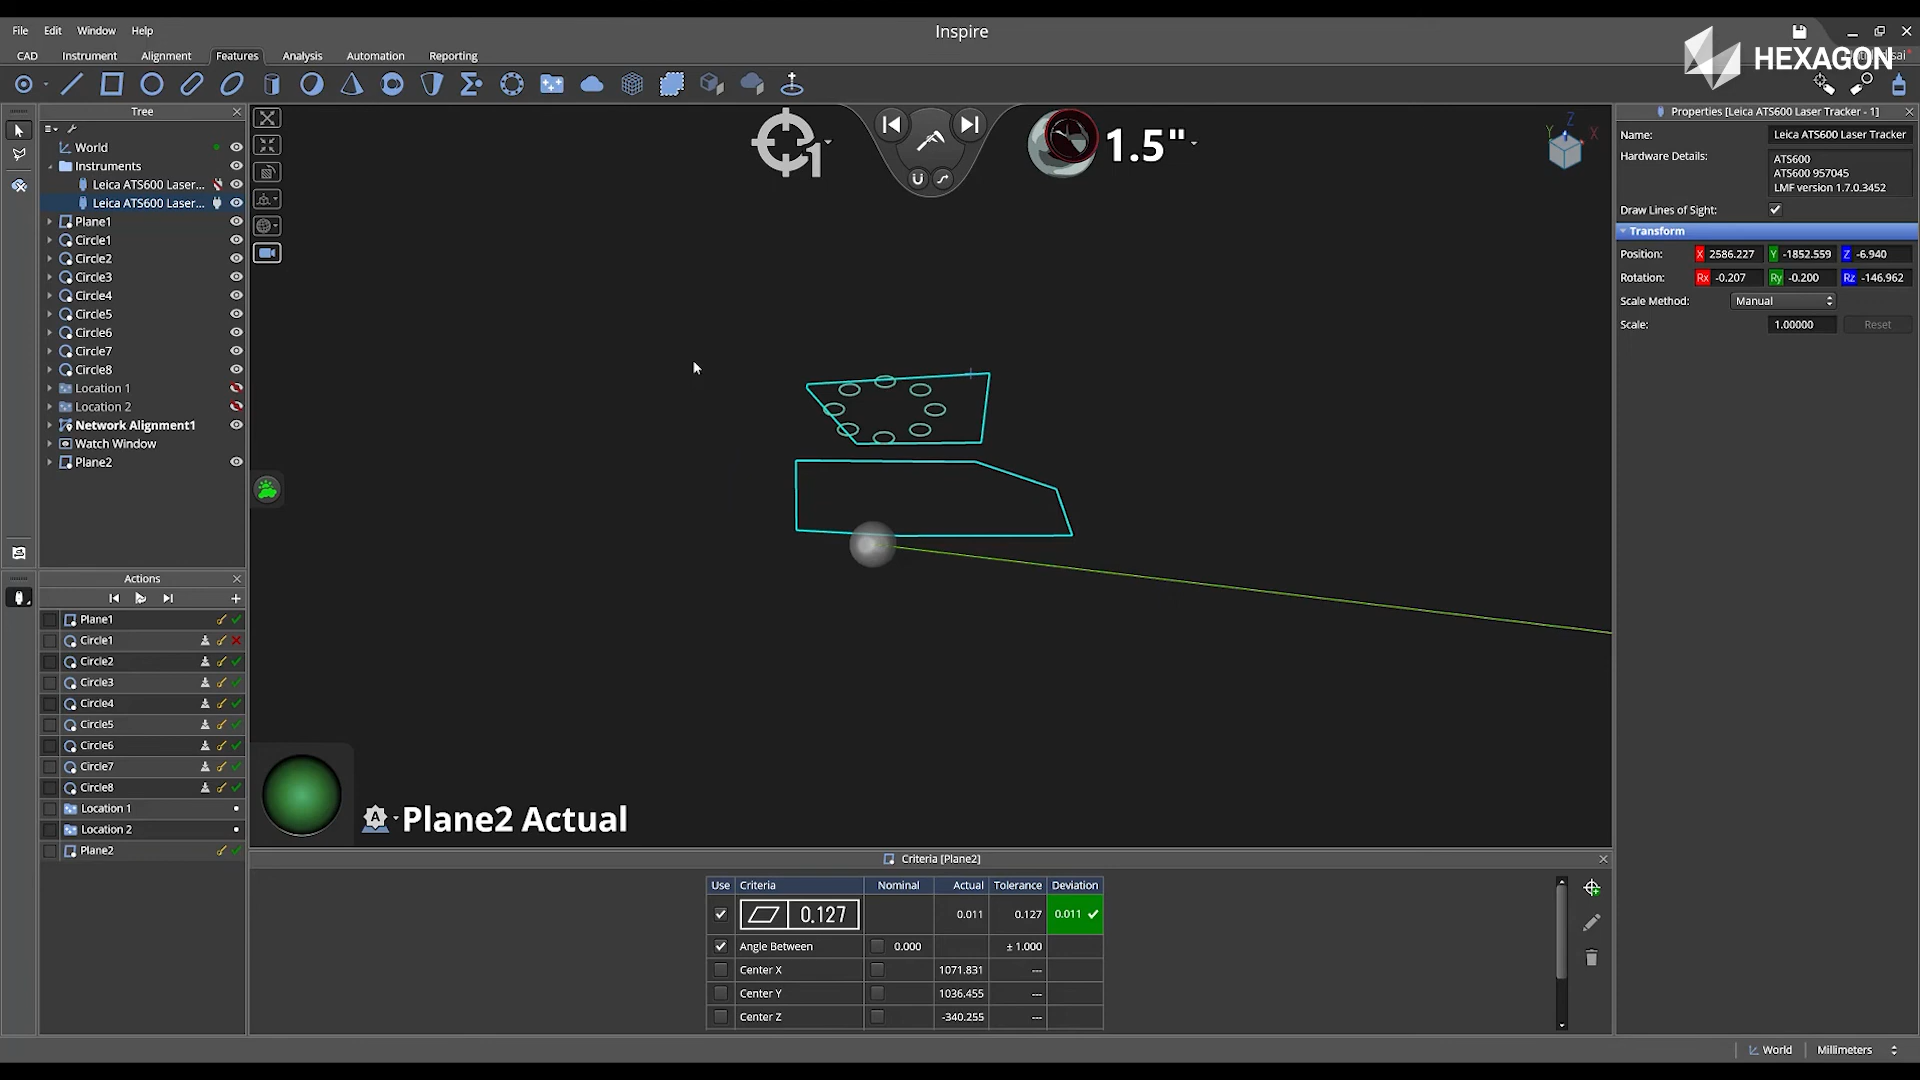 File Edit Window Help
Inspire
HEXAGON
CAD Instrument Alignment Features Analysis Automation Reporting
Tree
World
Instruments
Leica ATS600 Laser...
Leica ATS600 Laser...
Plane1
Circle1
Circle2
Circle3
Circle4
Circle5
Circle6
Circle7
Circle8
Location 1
Location 2
Network Alignment1
Watch Window
Plane2
Actions
Plane1
Circle1
Circle2
Circle3
Circle4
Circle5
Circle6
Circle7
Circle8
Location 1
Location 2
Plane2
1
1.5"
Z
Y X
A Plane2 Actual
Criteria [Plane2]
Use Criteria Nominal Actual Tolerance Deviation
0.127 0.011 0.127 0.011
Angle Between 0.000 ± 1.000
Center X 1071.831 ---
Center Y 1036.455 ---
Center Z -340.255 ---
Properties [Leica ATS600 Laser Tracker - 1]
Name: Leica ATS600 Laser Tracker
Hardware Details: ATS600
ATS600 957045
LMF version 1.7.0.3452
Draw Lines of Sight:
Transform
Position: X 2586.227 Y -1852.559 Z -6.940
Rotation: Rx -0.207 Ry -0.200 Rz -146.962
Scale Method: Manual
Scale: 1.00000 Reset
World Millimeters